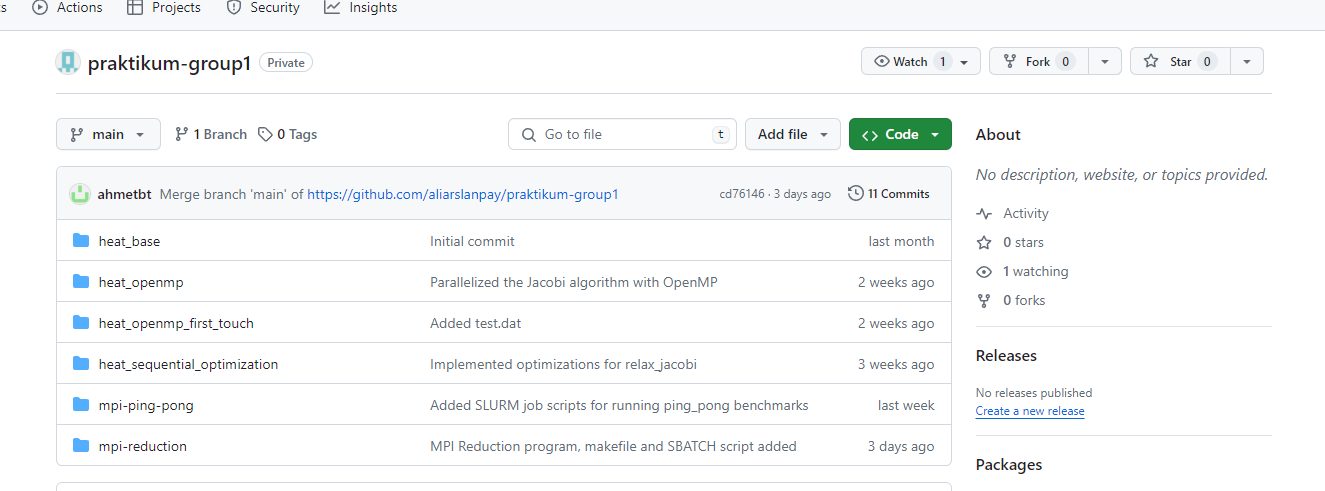 s Actions Projects Security Insights
praktikum-group1 Private Watch 1 Fork 0 Star 0
main 1 Branch 0 Tags Go to file t Add file <> Code
ahmetbt Merge branch 'main' of https://github.com/aliarslanpay/praktikum-group1 cd76146 · 3 days ago 11 Commits
heat_base Initial commit last month
heat_openmp Parallelized the Jacobi algorithm with OpenMP 2 weeks ago
heat_openmp_first_touch Added test.dat 2 weeks ago
heat_sequential_optimization Implemented optimizations for relax_jacobi 3 weeks ago
mpi-ping-pong Added SLURM job scripts for running ping_pong benchmarks last week
mpi-reduction MPI Reduction program, makefile and SBATCH script added 3 days ago
About
No description, website, or topics provided.
Activity
0 stars
1 watching
0 forks
Releases
No releases published
Create a new release
Packages